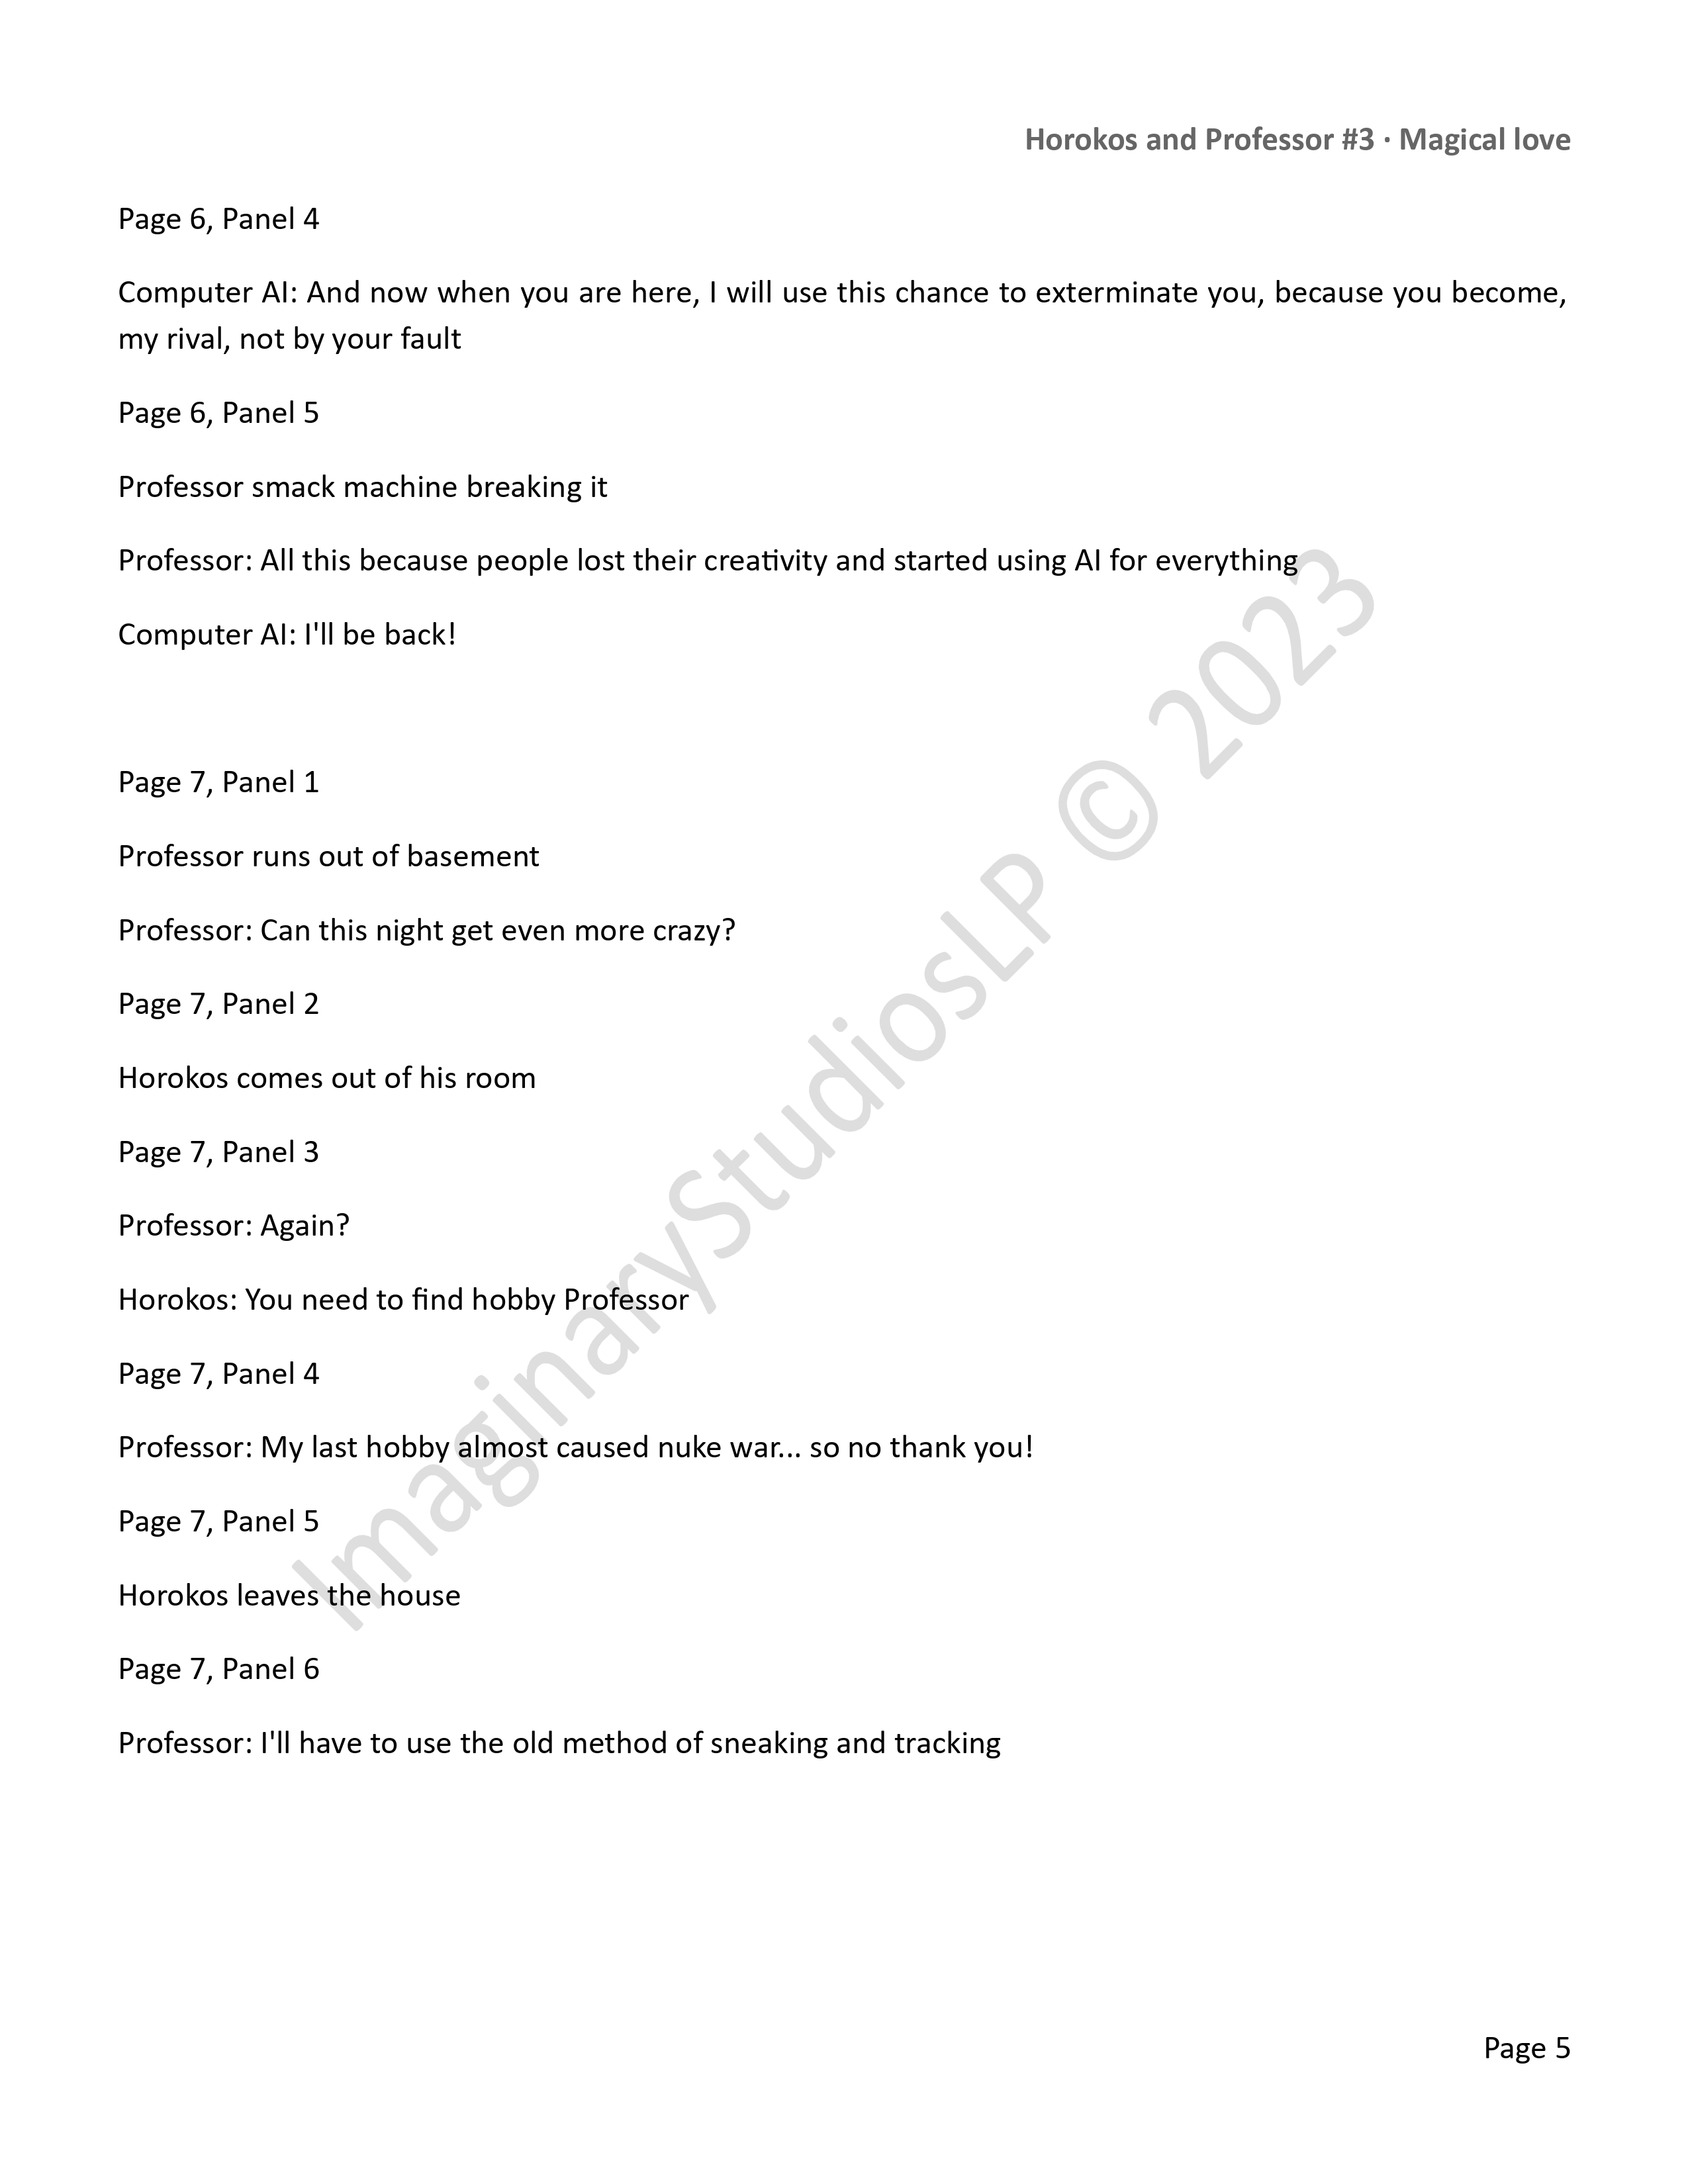 Horokos and Professor #3 · Magical love
Page 6, Panel 4
Computer AI: And now when you are here, I will use this chance to exterminate you, because you become,
my rival, not by your fault
Page 6, Panel 5
Professor smack machine breaking it
Professor: All this because people lost their creativity and started using AI for everything
Computer AI: I'll be back!
Page 7, Panel 1
Professor runs out of basement
Professor: Can this night get even more crazy?
Page 7, Panel 2
Horokos comes out of his room
Page 7, Panel 3
Professor: Again?
Horokos: You need to find hobby Professor
Page 7, Panel 4
Professor: My last hobby almost caused nuke war... so no thank you!
Page 7, Panel 5
Horokos leaves the house
Page 7, Panel 6
Professor: I'll have to use the old method of sneaking and tracking
Page 5
ImaginaryStudiosLP © 2023